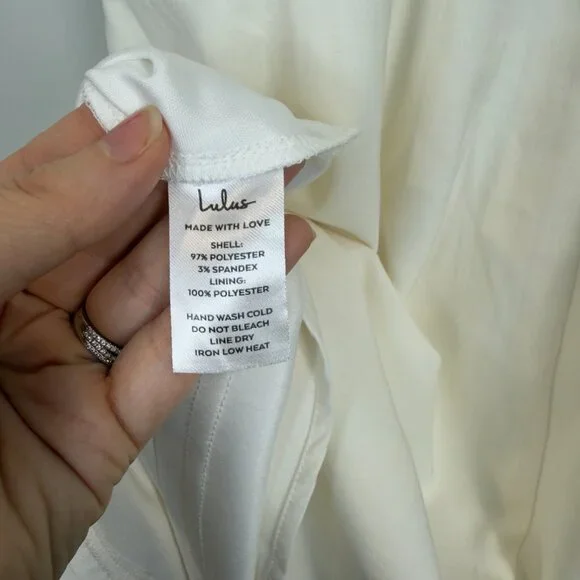 Lulus
MADE WITH LOVE
SHELL:
97% POLYESTER
3% SPANDEX
LINING:
100% POLYESTER
HAND WASH COLD
DO NOT BLEACH
LINE DRY
IRON LOW HEAT